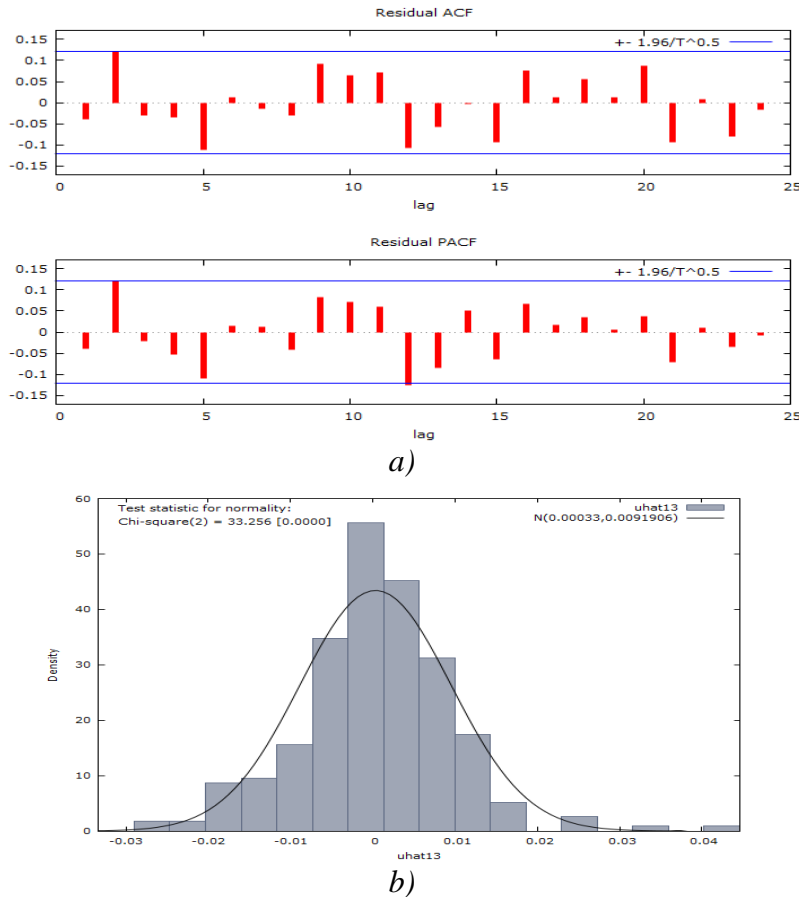 Residual ACF
+- 1.96/T^0.5
0.15
0.1
0.05
0
-0.05
-0.1
-0.15
0 5 10 15 20 25
lag
Residual PACF
+- 1.96/T^0.5
0.15
0.1
0.05
0
-0.05
-0.1
-0.15
0 5 10 15 20 25
lag
a)
60
50
40
30
20
10
0
Density
Test statistic for normality:
Chi-square(2) = 33.256 [0.0000]
uhat13
N(0.00033,0.0091906)
-0.03 -0.02 -0.01 0 0.01 0.02 0.03 0.04
uhat13
b)